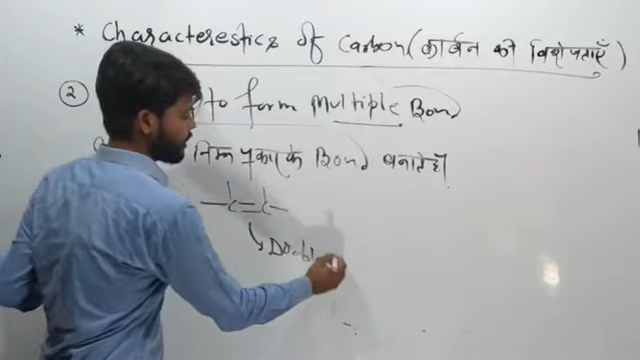 * Characterestics of Carbon (कार्बन की विशेषताएँ)
② to form Multiple Bond
निम्न प्रकार के Bond बनाते है।
–C=C–
↳ Doubl